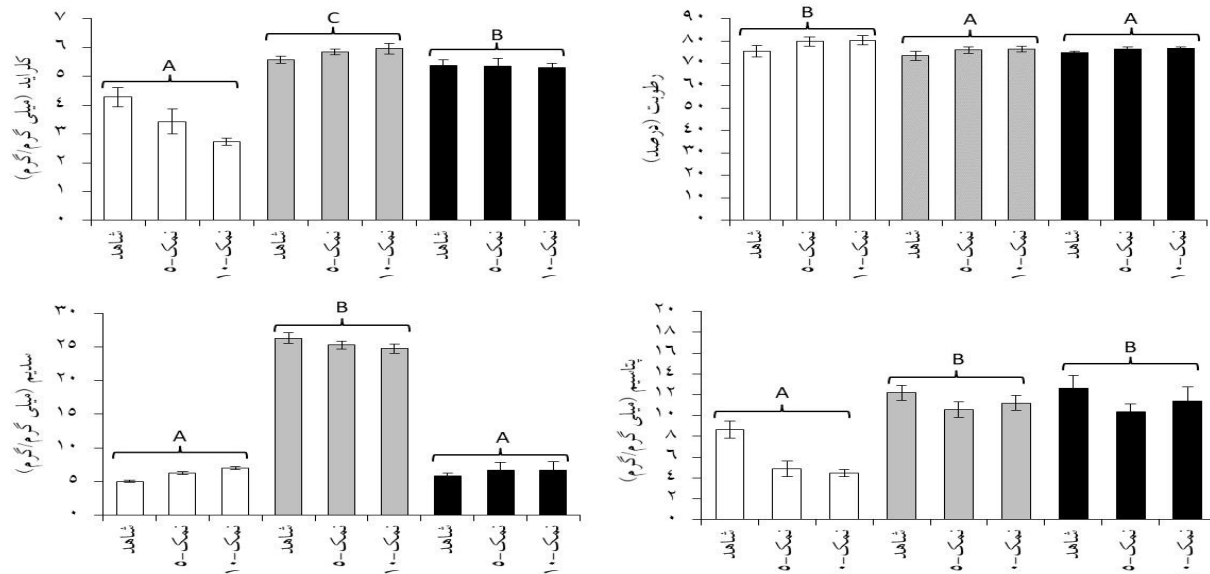 کلراید (میلی گرم/گرم)
۷
۶
۵
۴
۳
۲
۱
۰
A
C
B
شاهد
نمک-۵
نمک-۱۰
شاهد
نمک-۵
نمک-۱۰
شاهد
نمک-۵
نمک-۱۰
رطوبت (درصد)
۹۰
۸۰
۷۰
۶۰
۵۰
۴۰
۳۰
۲۰
۱۰
۰
B
A
A
شاهد
نمک-۵
نمک-۱۰
شاهد
نمک-۵
نمک-۱۰
شاهد
نمک-۵
نمک-۱۰
سدیم (میلی گرم/گرم)
۳۰
۲۵
۲۰
۱۵
۱۰
۵
۰
A
B
A
شاهد
نمک-۵
نمک-۱۰
شاهد
نمک-۵
نمک-۱۰
شاهد
نمک-۵
نمک-۱۰
پتاسیم (میلی گرم/گرم)
۲۰
۱۸
۱۶
۱۴
۱۲
۱۰
۸
۶
۴
۲
۰
A
B
B
شاهد
نمک-۵
نمک-۰
شاهد
نمک-۵
نمک-۱۰
شاهد
نمک-۵
نمک-۰